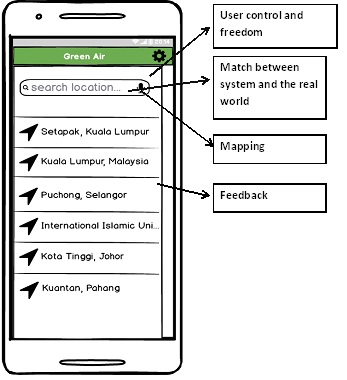 Green Air
search location...
Setapak, Kuala Lumpur
Kuala Lumpur, Malaysia
Puchong, Selangor
International Islamic Uni...
Kota Tinggi, Johor
Kuantan, Pahang
User control and
freedom
Match between
system and the real
world
Mapping
Feedback